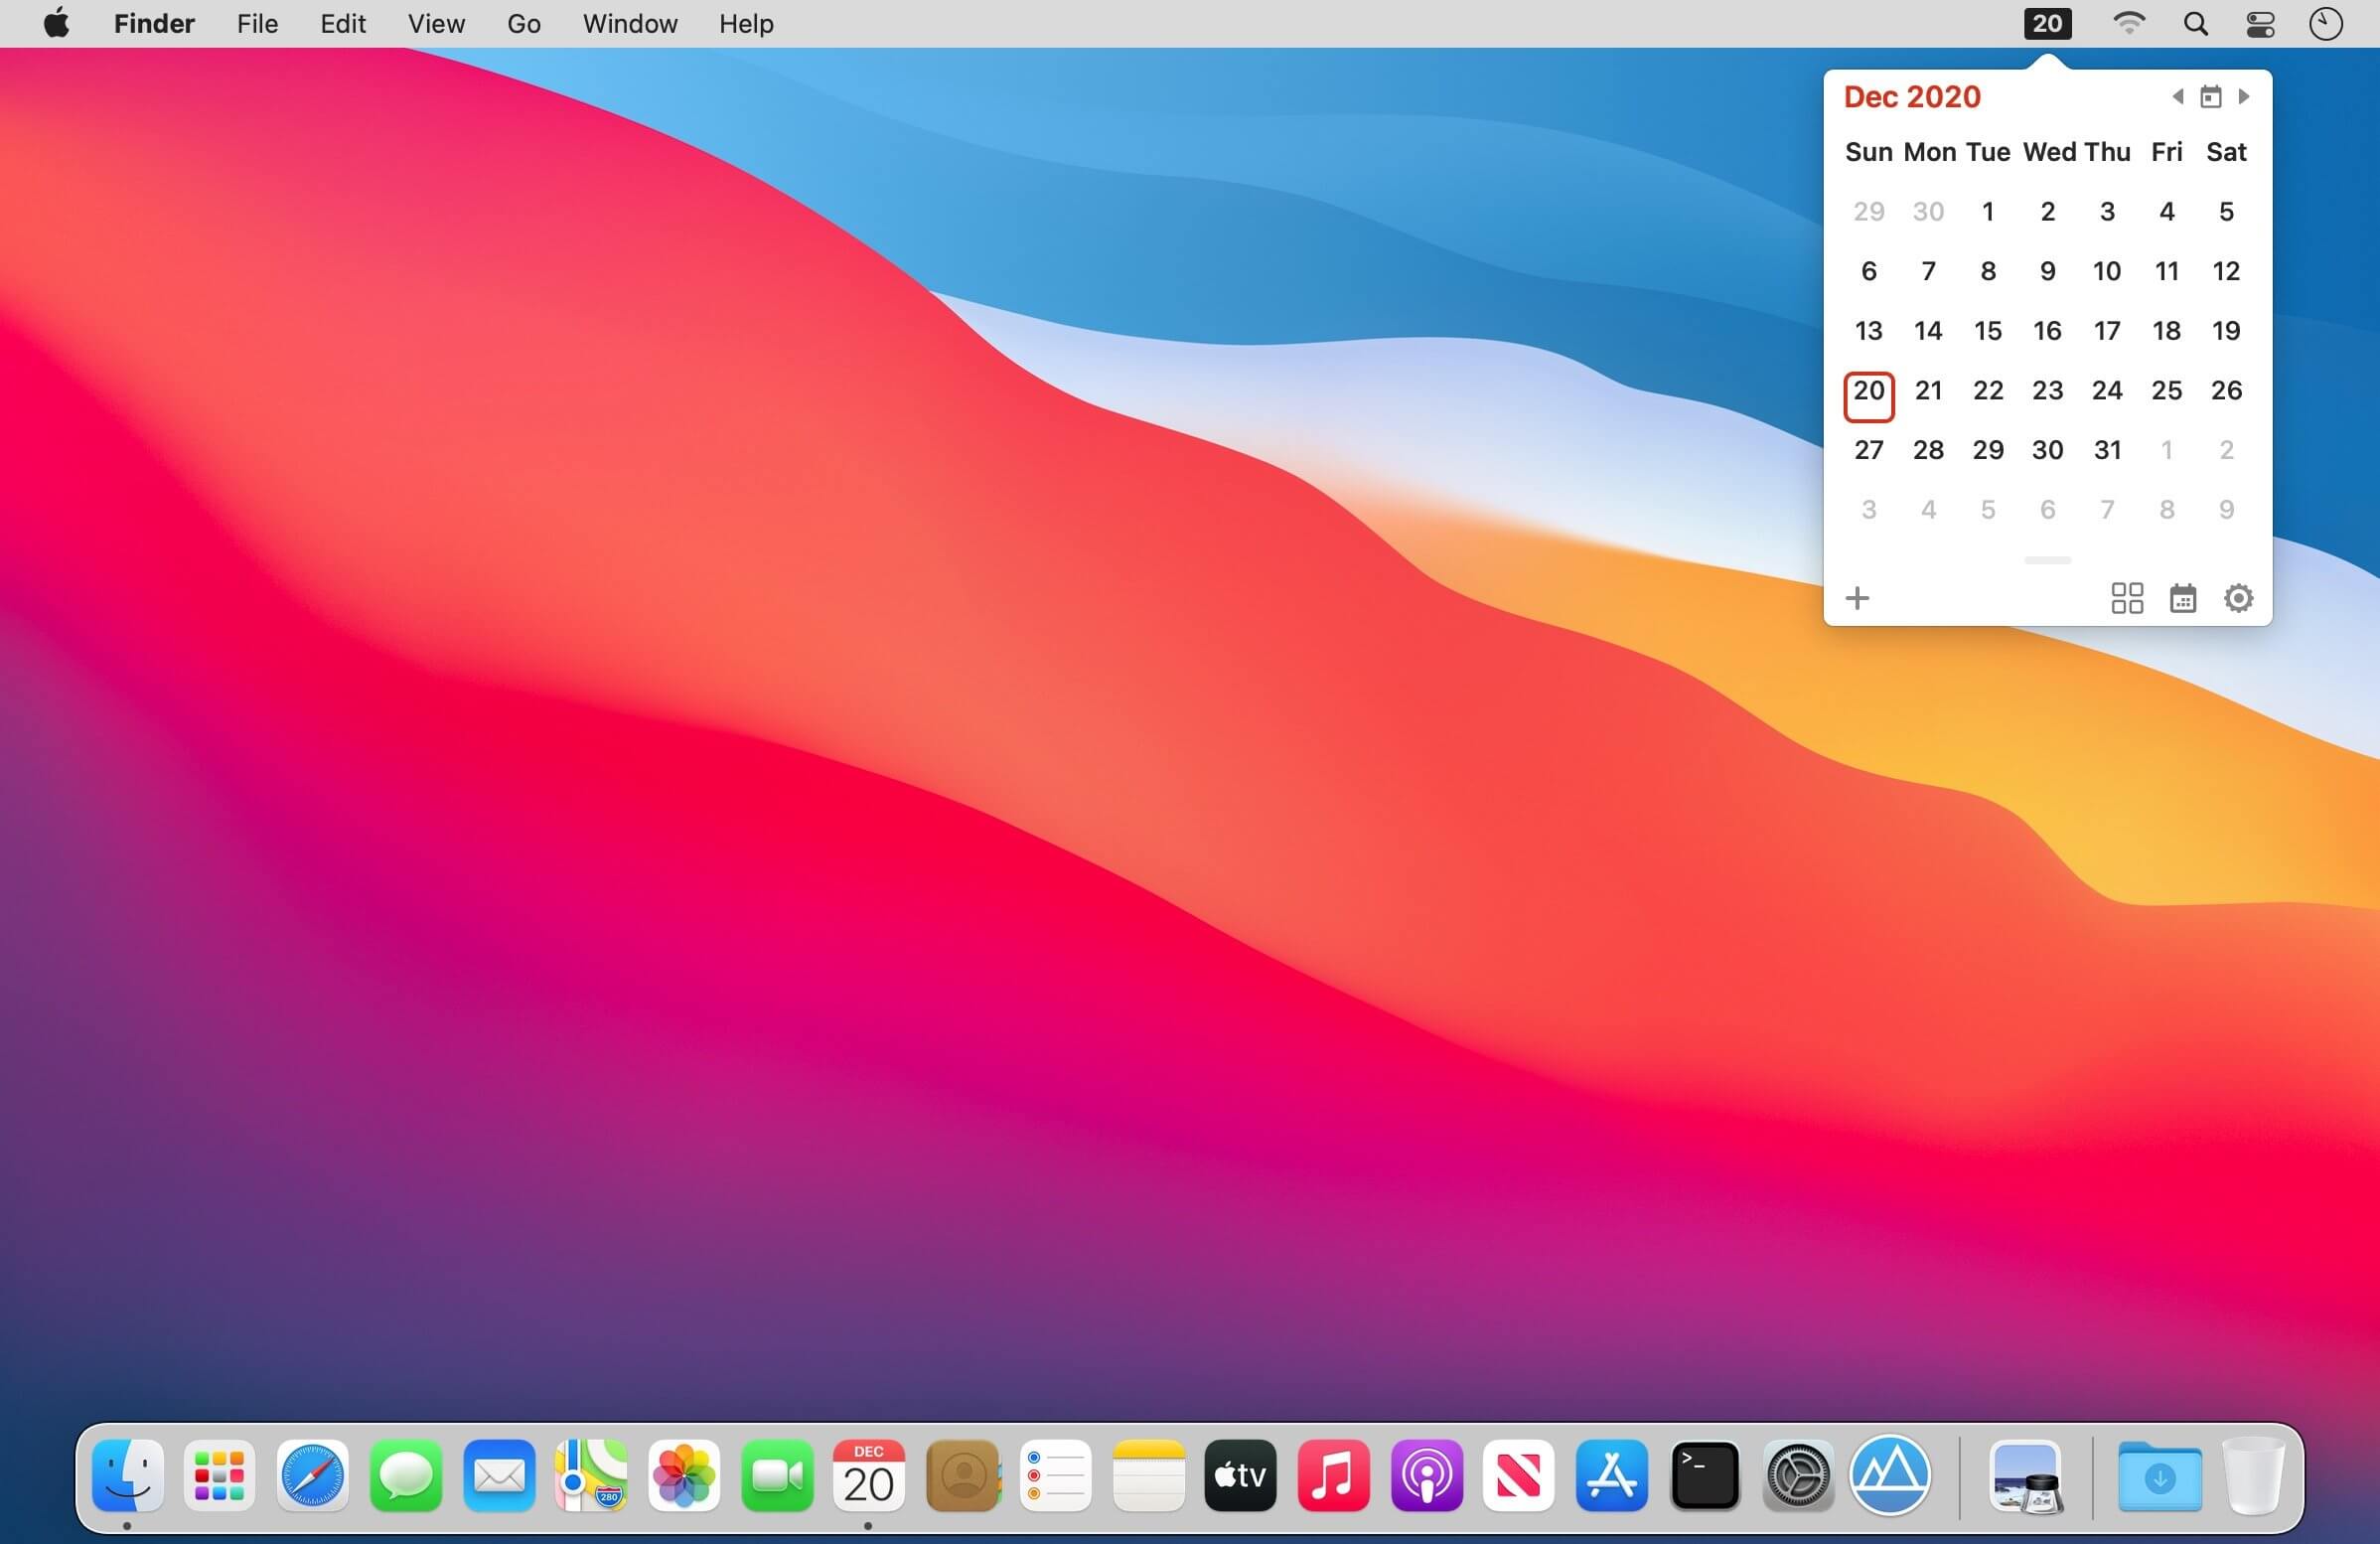 Finder File Edit View Go Window Help 20
Dec 2020
Sun Mon Tue Wed Thu Fri Sat
29 30 1 2 3 4 5
6 7 8 9 10 11 12
13 14 15 16 17 18 19
20 21 22 23 24 25 26
27 28 29 30 31 1 2
3 4 5 6 7 8 9
DEC
20
280
tv
>_